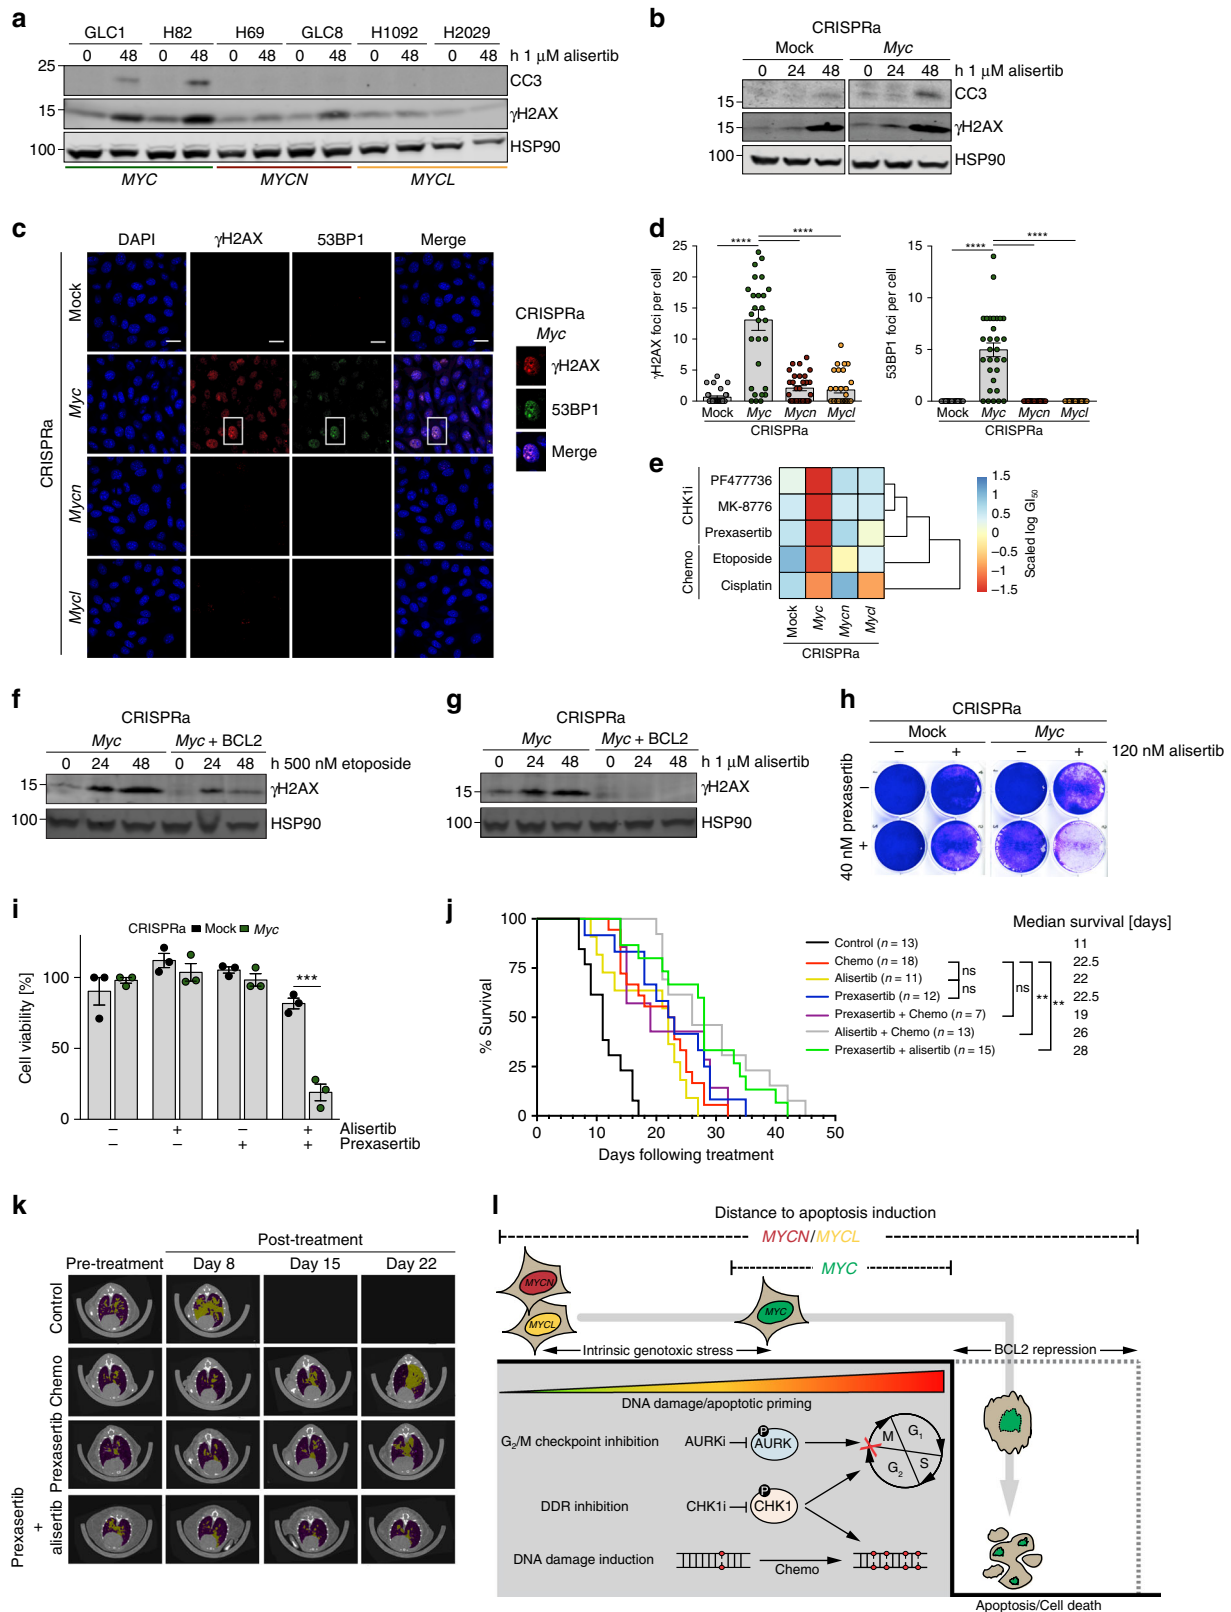 a
GLC1 H82 H69 GLC8 H1092 H2029
0 48 0 48 0 48 0 48 0 48 0 48 h 1 μM alisertib
25
CC3
15
γH2AX
100
HSP90
MYC MYCN MYCL
b
CRISPRa
Mock Myc
0 24 48 0 24 48 h 1 μM alisertib
CC3
15
15
γH2AX
100
HSP90
c
DAPI γH2AX 53BP1 Merge
CRISPRa
Mock
Myc
Mycn
Mycl
CRISPRa
Myc
γH2AX
53BP1
Merge
d
γH2AX foci per cell
25
20
15
10
5
0
**** ****
Mock Myc Mycn Mycl
CRISPRa
53BP1 foci per cell
15
10
5
0
**** ****
Mock Myc Mycn Mycl
CRISPRa
e
CHK1i
PF477736
MK-8776
Prexasertib
Chemo
Etoposide
Cisplatin
Mock Myc Mycn Mycl
CRISPRa
1.5
1
0.5
0
−0.5
−1
−1.5
Scaled log GI50
f
CRISPRa
Myc Myc + BCL2
0 24 48 0 24 48 h 500 nM etoposide
15
γH2AX
100
HSP90
g
CRISPRa
Myc Myc + BCL2
0 24 48 0 24 48 h 1 μM alisertib
15
γH2AX
100
HSP90
h
CRISPRa
Mock Myc
− + − + 120 nM alisertib
40 nM prexasertib
−
+
i
CRISPRa Mock Myc
Cell viability [%]
100
50
0
***
− + − + Alisertib
− − + + Prexasertib
j
% Survival
100
75
50
25
0
0 10 20 30 40 50
Days following treatment
Median survival [days]
Control (n = 13) 11
Chemo (n = 18) 22.5
Alisertib (n = 11) 22
Prexasertib (n = 12) 22.5
Prexasertib + Chemo (n = 7) 19
Alisertib + Chemo (n = 13) 26
Prexasertib + alisertib (n = 15) 28
ns
ns
ns
**
**
k
Post-treatment
Pre-treatment Day 8 Day 15 Day 22
Control
Chemo
Prexasertib
Prexasertib
+
alisertib
l
Distance to apoptosis induction
MYCN/MYCL
MYC
MYCN
MYCL
MYC
Intrinsic genotoxic stress
BCL2 repression
DNA damage/apoptotic priming
G2/M checkpoint inhibition AURKi P AURK
M G1 S G2
DDR inhibition CHK1i P CHK1
DNA damage induction Chemo
Apoptosis/Cell death